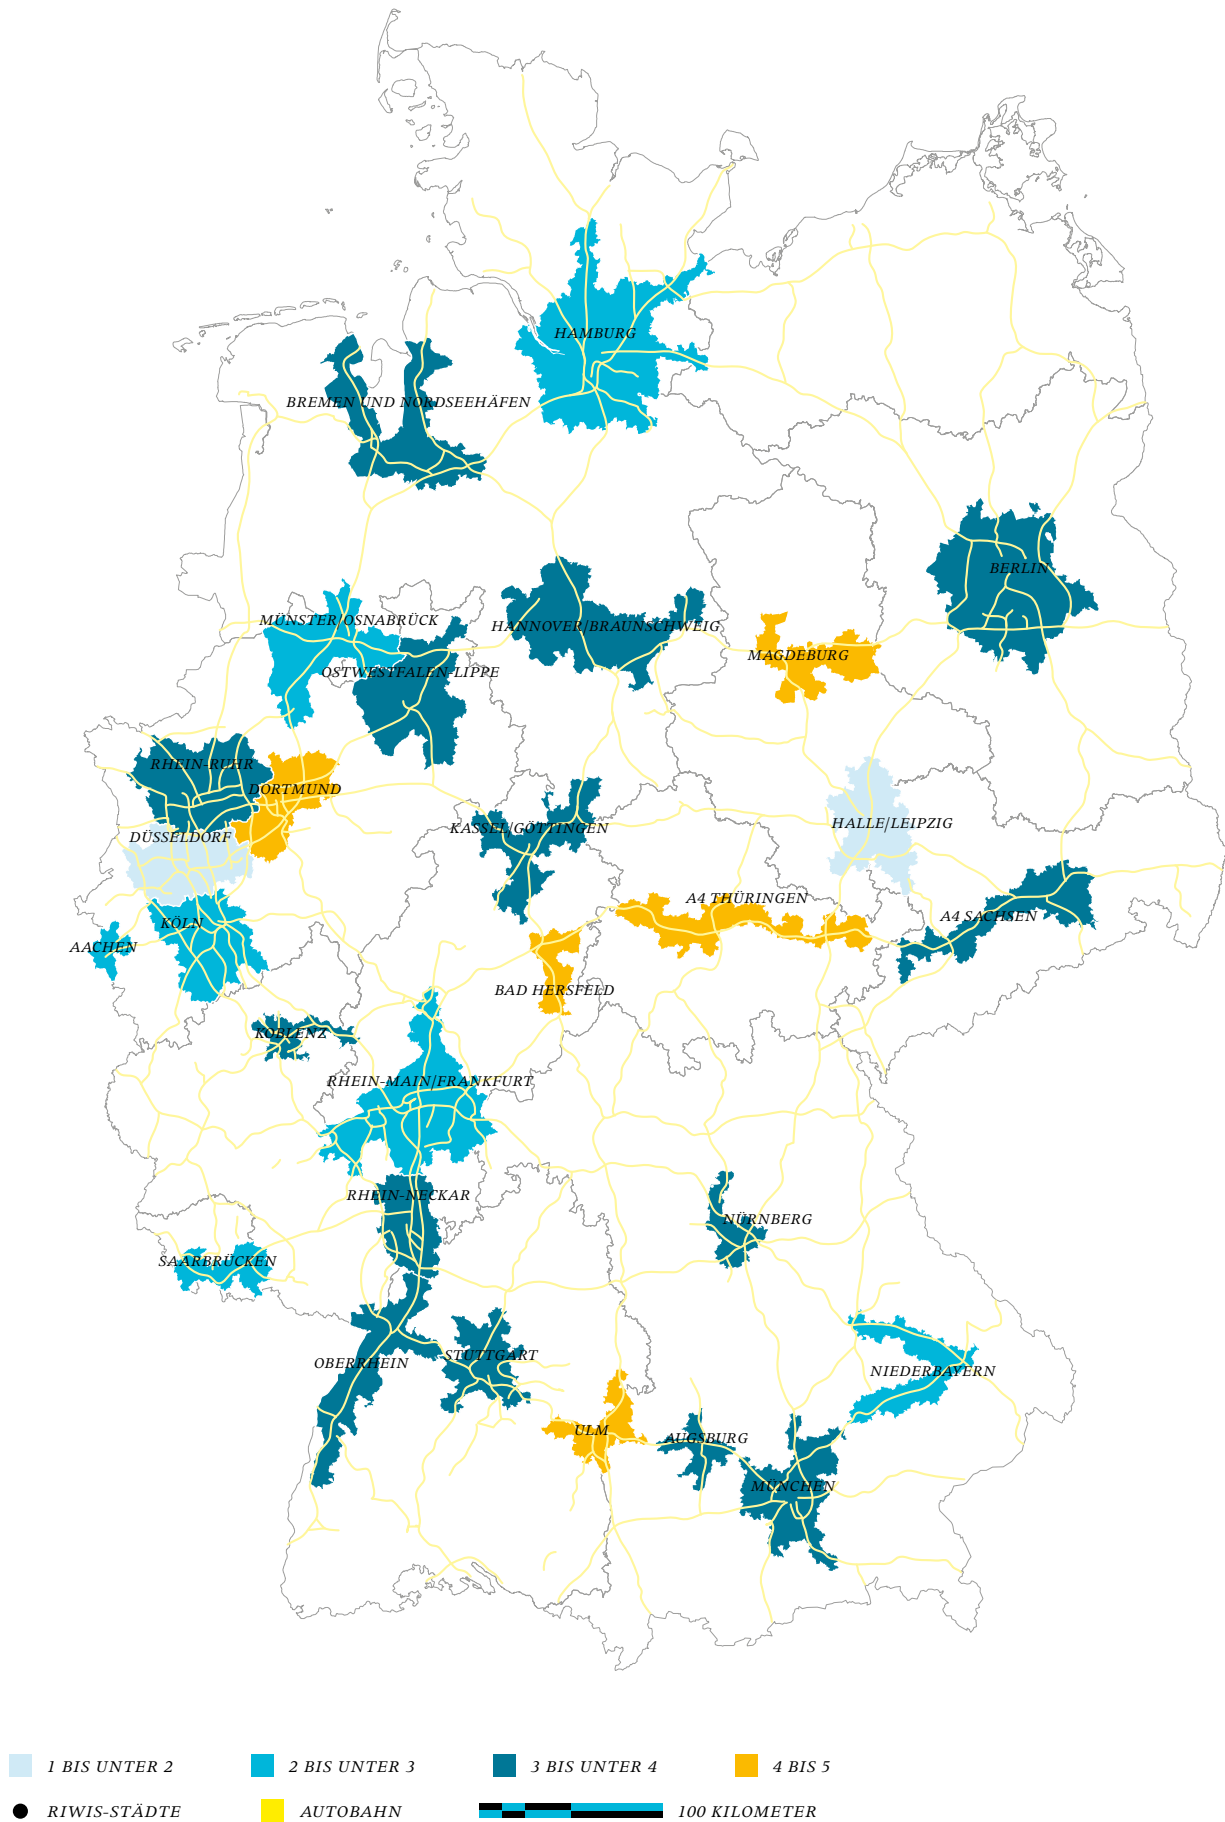 HAMBURG
BREMEN UND NORDSEEHÄFEN
BERLIN
MÜNSTER/OSNABRÜCK
HANNOVER/BRAUNSCHWEIG
MAGDEBURG
OSTWESTFALEN-LIPPE
RHEIN-RUHR
DORTMUND
HALLE/LEIPZIG
KASSEL/GÖTTINGEN
DÜSSELDORF
A4 THÜRINGEN
A4 SACHSEN
KÖLN
AACHEN
BAD HERSFELD
KOBLENZ
RHEIN-MAIN/FRANKFURT
RHEIN-NECKAR
NÜRNBERG
SAARBRÜCKEN
STUTTGART
OBERRHEIN
NIEDERBAYERN
ULM
AUGSBURG
MÜNCHEN
1 BIS UNTER 2 2 BIS UNTER 3 3 BIS UNTER 4 4 BIS 5
RIWIS-STÄDTE AUTOBAHN 100 KILOMETER